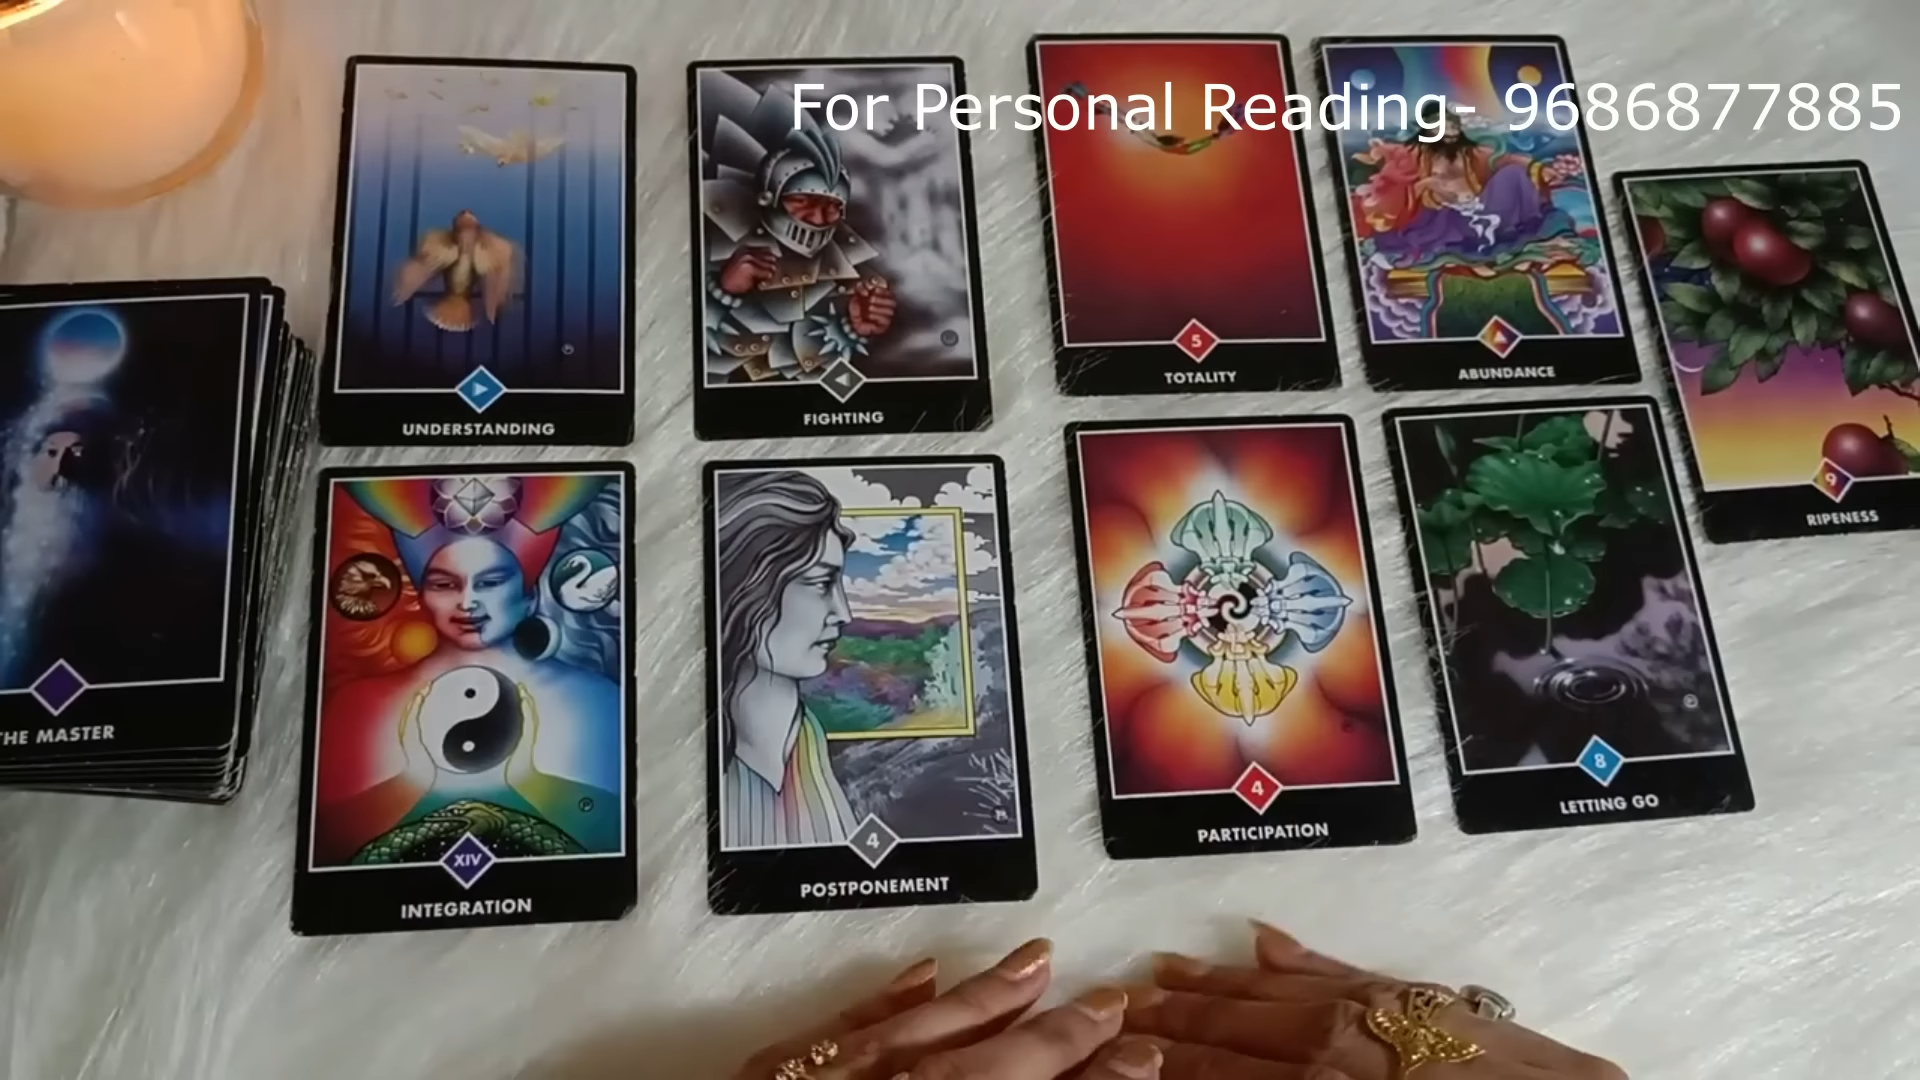 For Personal Reading- 9686877885
UNDERSTANDING
FIGHTING
5
TOTALITY
ABUNDANCE
9
RIPENESS
THE MASTER
XIV
INTEGRATION
4
POSTPONEMENT
4
PARTICIPATION
8
LETTING GO